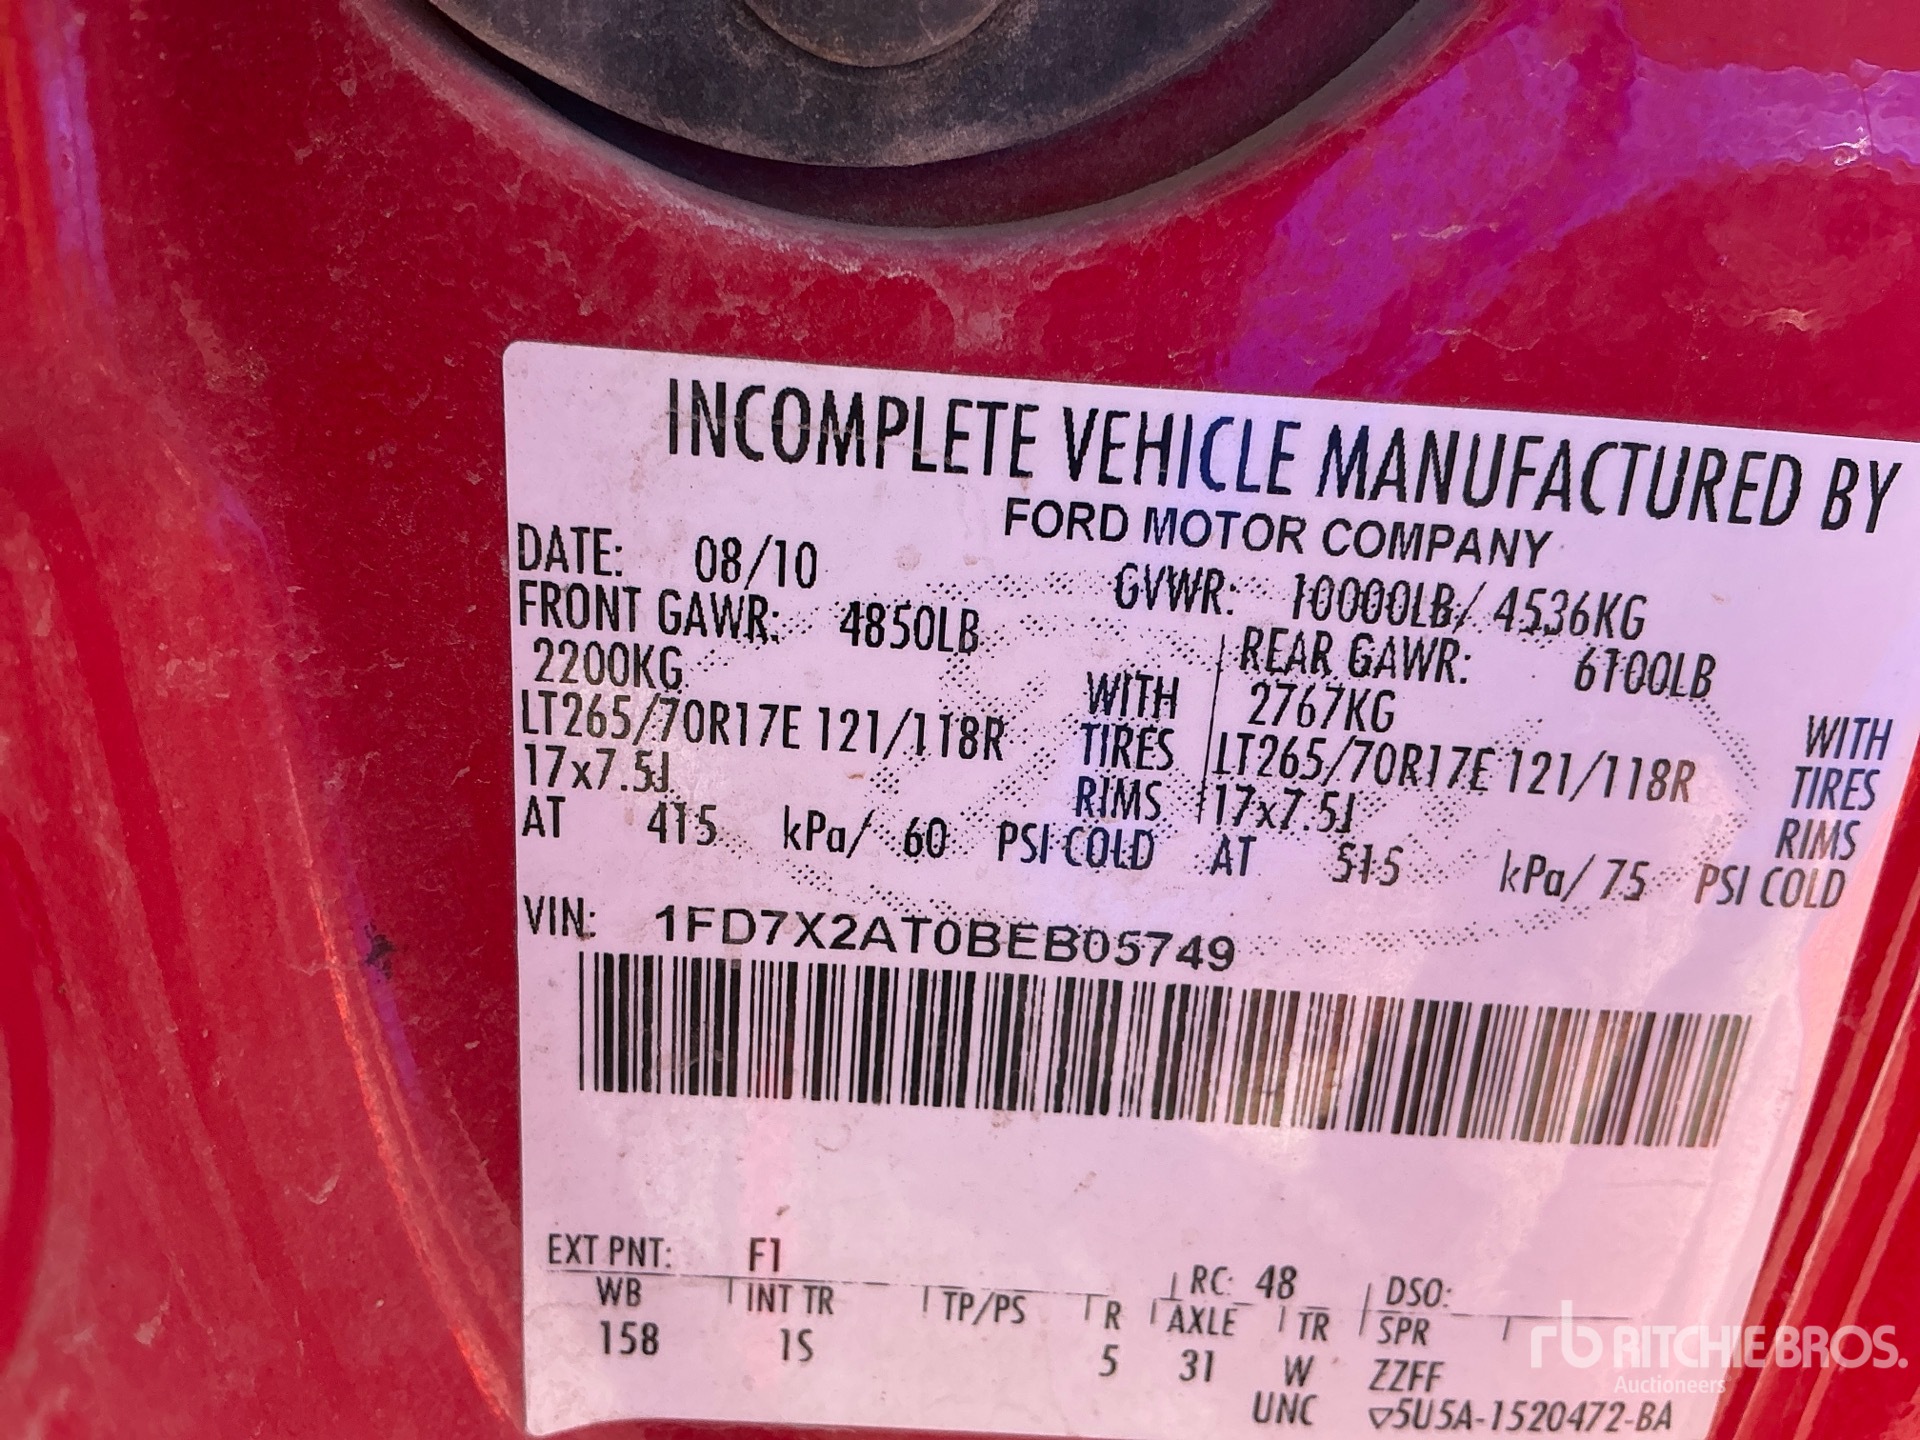 INCOMPLETE VEHICLE MANUFACTURED BY
FORD MOTOR COMPANY
DATE: 08/10 GVWR: 10000LB/ 4536KG
FRONT GAWR: 4850LB REAR GAWR: 6100LB
2200KG WITH 2767KG WITH
LT265/70R17E 121/118R TIRES LT265/70R17E 121/118R TIRES
17x7.5J RIMS 17x7.5J RIMS
AT 415 kPa/ 60 PSI COLD AT 515 kPa/ 75 PSI COLD
VIN: 1FD7X2AT0BEB05749
EXT PNT: F1 RC: 48 DSO:
WB INT TR TP/PS R AXLE TR SPR
158 1S 5 31 W ZZFF
UNC ▽5U5A-1520472-BA
rb RITCHIE BROS.
Auctioneers